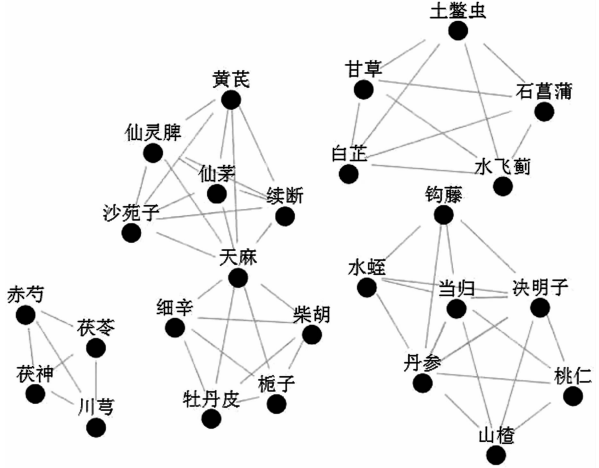 土鳖虫
甘草
石菖蒲
白芷
水飞蓟
黄芪
仙灵脾
仙茅
续断
沙苑子
天麻
细辛
柴胡
牡丹皮
栀子
钩藤
水蛭
当归
决明子
丹参
桃仁
山楂
赤芍
茯苓
茯神
川芎